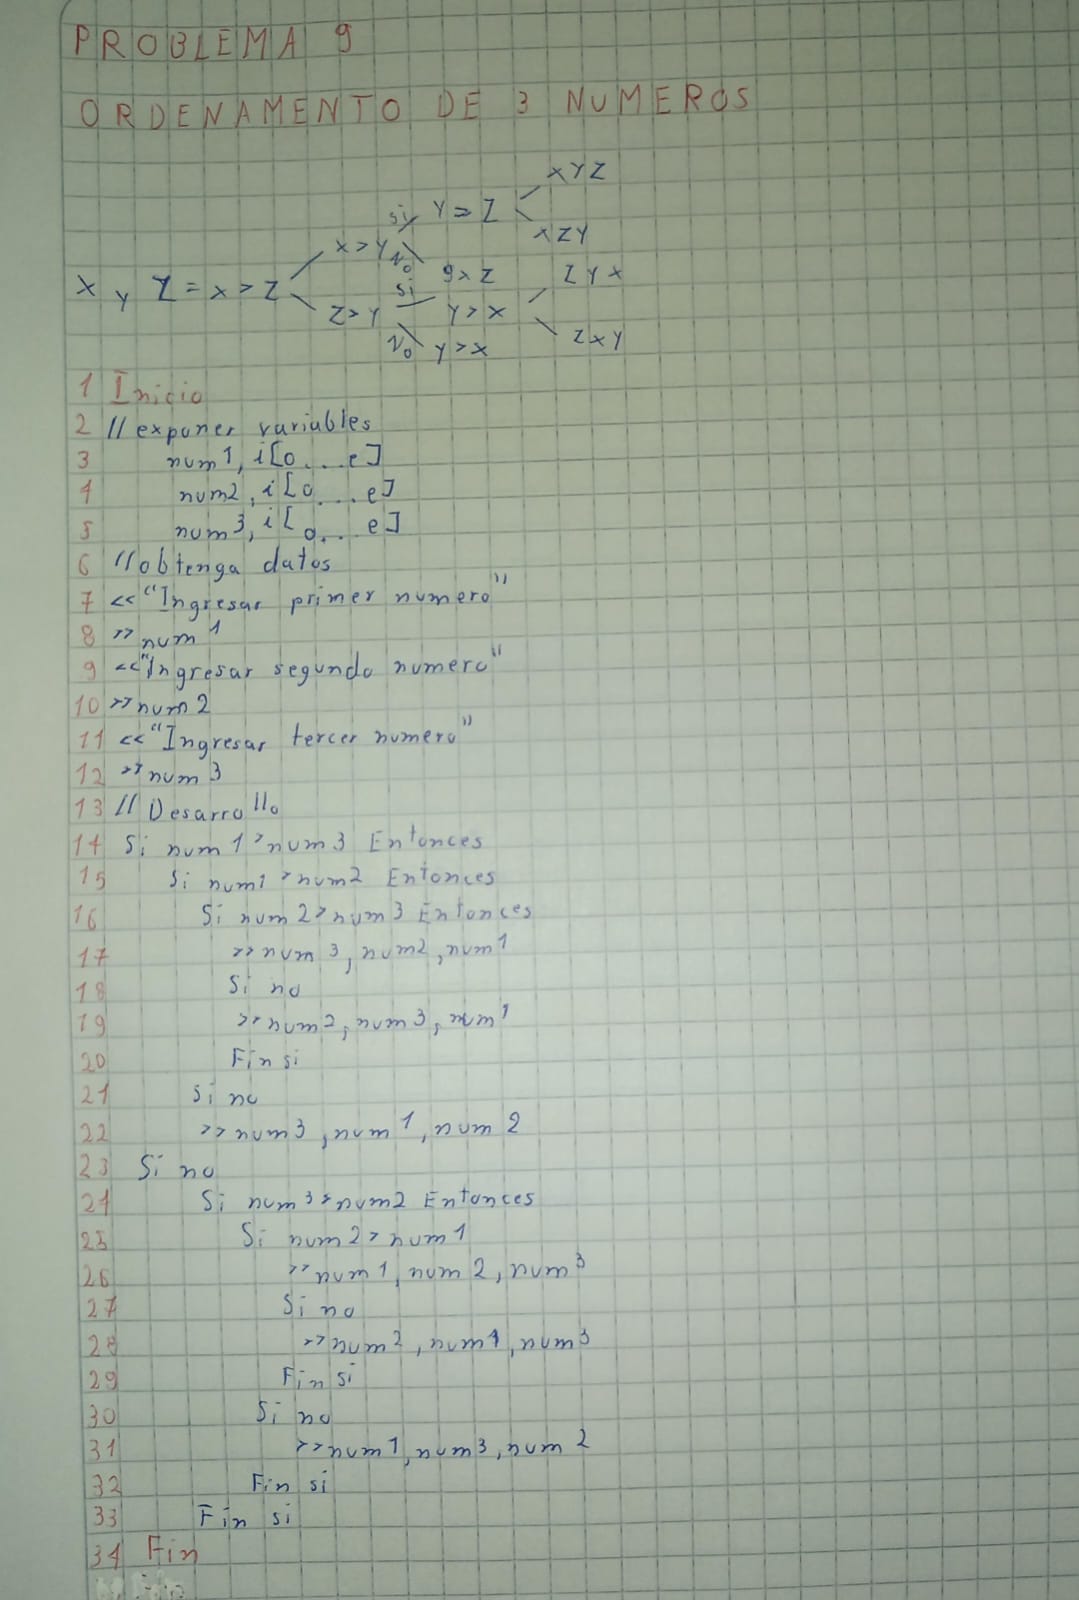 PROBLEMA 9
ORDENAMENTO DE 3 NUMEROS
XYZ
si Y > Z
XZY
X > Y No
9 x Z
Z Y X
X Y Z = X > Z
si
Z > Y
Y > X
Z X Y
No Y > X
1 Inicio
2 //exponer variables
3 num1, i[0...e]
4 num2, i[0...e]
5 num3, i[0...e]
6 //obtenga datos
7 << "Ingresar primer numero"
8 >> num1
9 << "Ingresar segundo numero"
10 >> num2
11 << "Ingresar tercer numero"
12 >> num3
13 // Desarrollo
14 Si num1 > num3 Entonces
15 Si num1 > num2 Entonces
16 Si num2 > num3 Entonces
17 >> num3, num2, num1
18 Si no
19 >> num2, num3, num1
20 Fin si
21 Si no
22 >> num3, num1, num2
23 Si no
24 Si num3 > num2 Entonces
25 Si num2 > num1
26 >> num1, num2, num3
27 Si no
28 >> num2, num1, num3
29 Fin si
30 Si no
31 >> num1, num3, num2
32 Fin si
33 Fin si
34 Fin